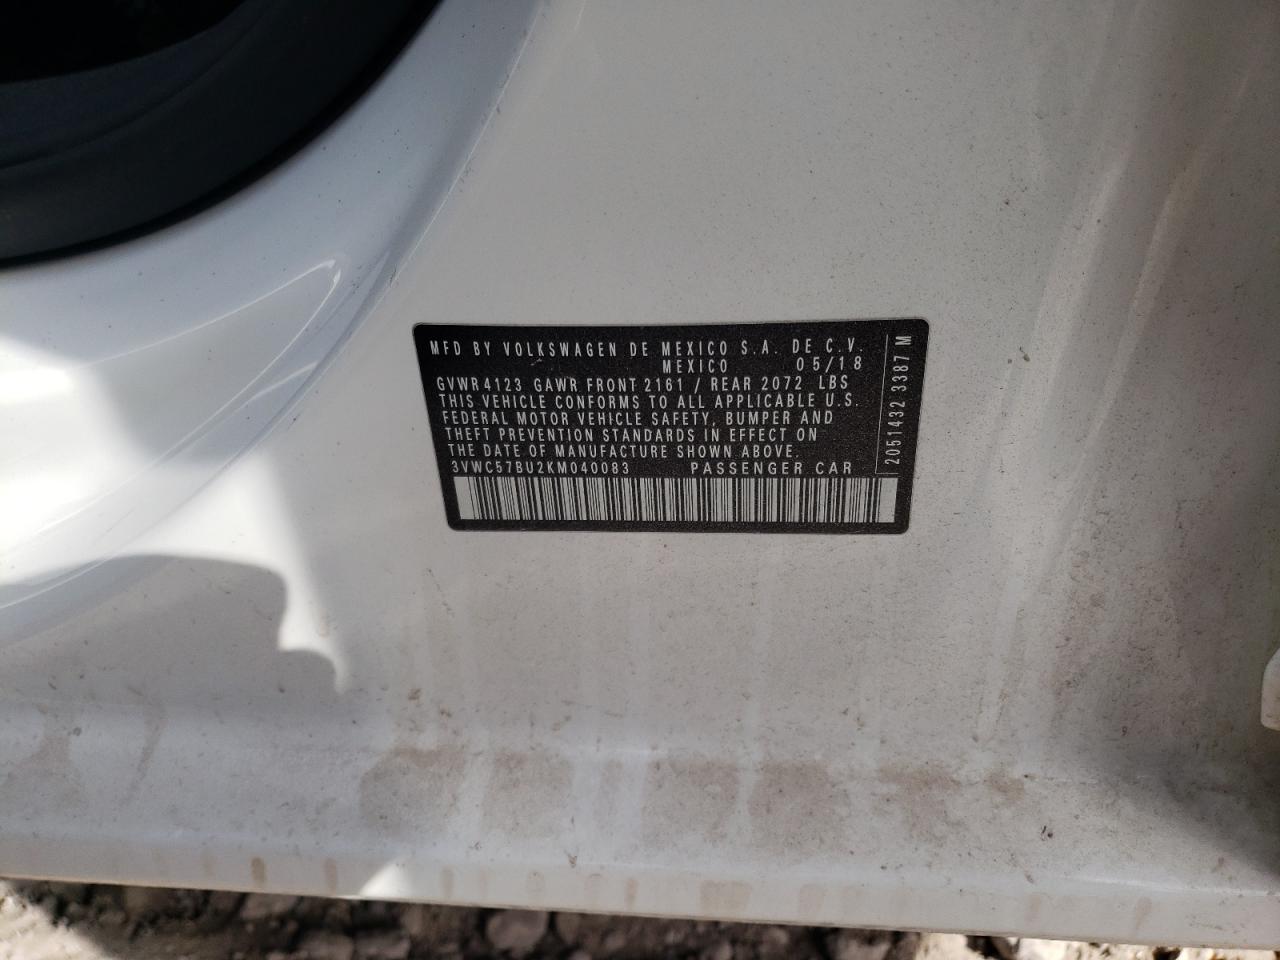 MFD BY VOLKSWAGEN DE MEXICO S.A. DE C.V.
MEXICO 05/18
GVWR 4123 GAWR FRONT 2161 / REAR 2072 LBS
THIS VEHICLE CONFORMS TO ALL APPLICABLE U.S.
FEDERAL MOTOR VEHICLE SAFETY, BUMPER AND
THEFT PREVENTION STANDARDS IN EFFECT ON
THE DATE OF MANUFACTURE SHOWN ABOVE.
3VWC57BU2KM040083 PASSENGER CAR
2051432 3387 M